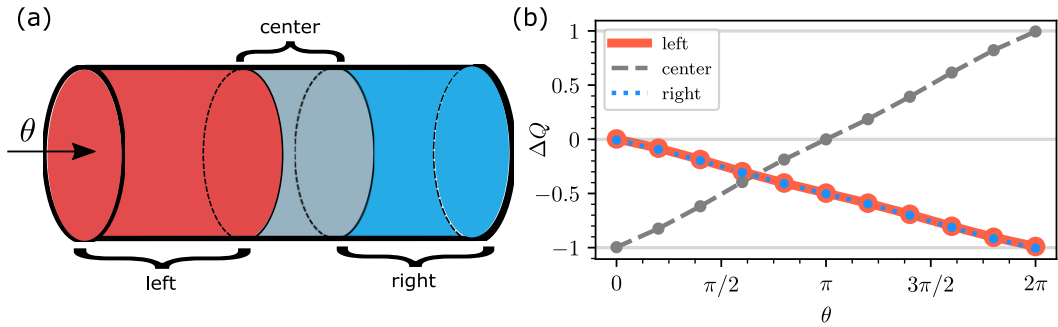 (a)
center
θ
left
right
(b)
left
center
right
ΔQ
1
0.5
0
−0.5
−1
0
π/2
π
3π/2
2π
θ